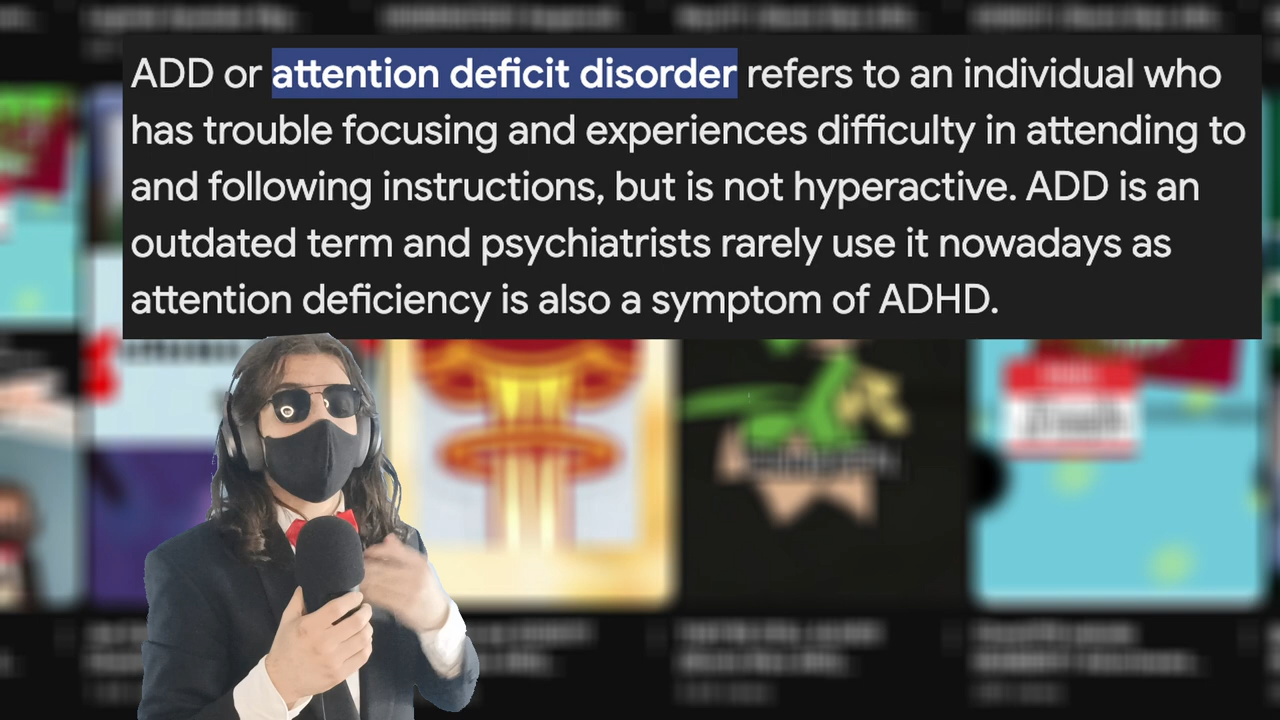 ADD or attention deficit disorder refers to an individual who
has trouble focusing and experiences difficulty in attending to
and following instructions, but is not hyperactive. ADD is an
outdated term and psychiatrists rarely use it nowadays as
attention deficiency is also a symptom of ADHD.